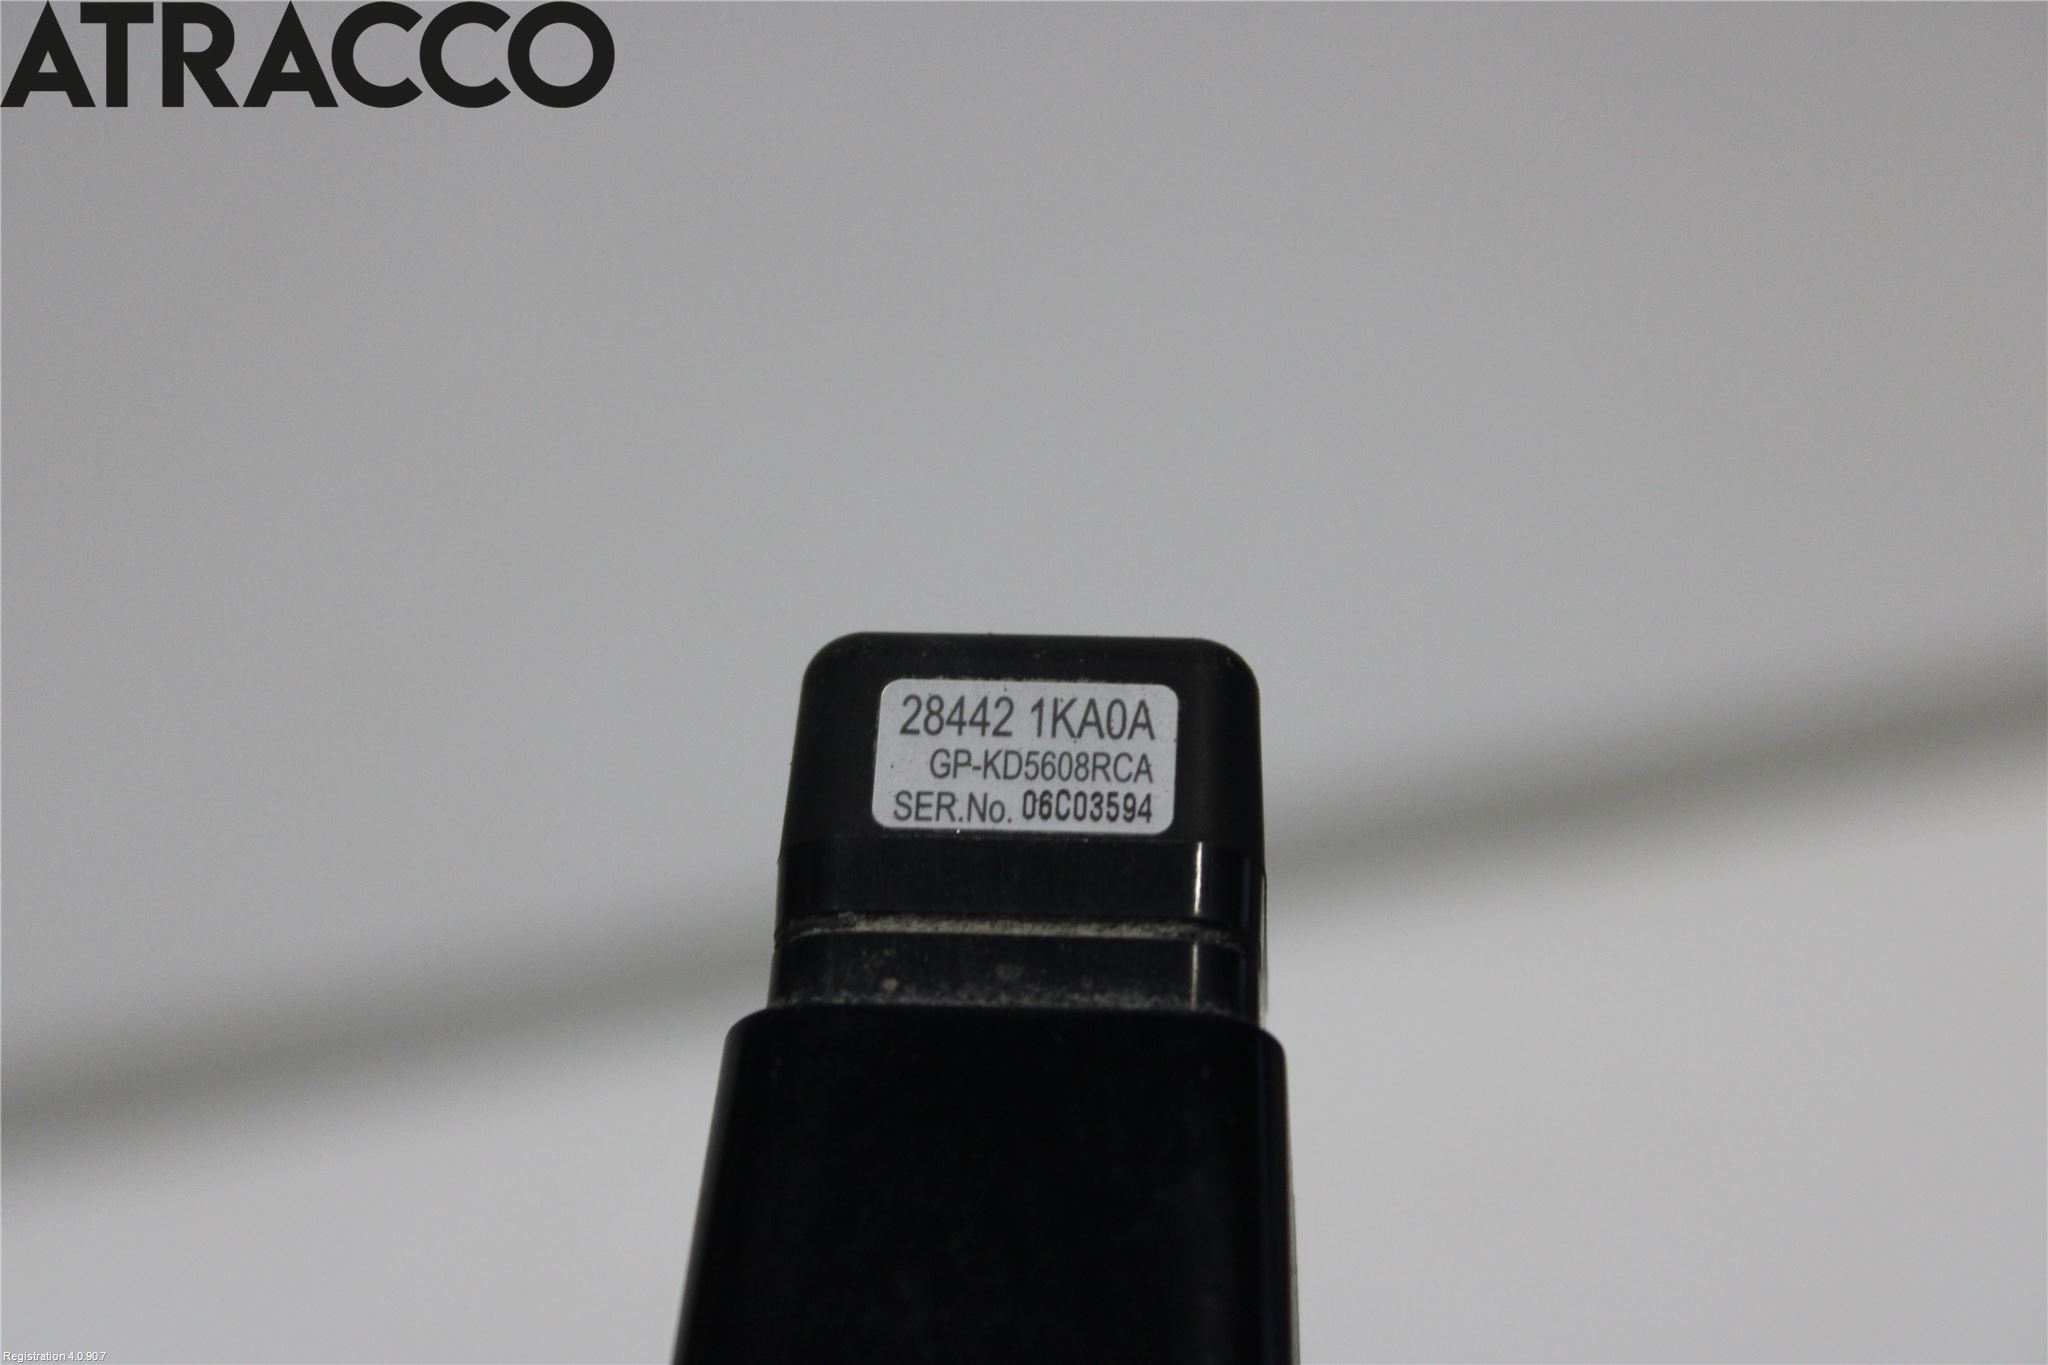 ATRACCO
28442 1KA0A
GP-KD5608RCA
SER.No. 06C03594
Registration 4.0.90.7